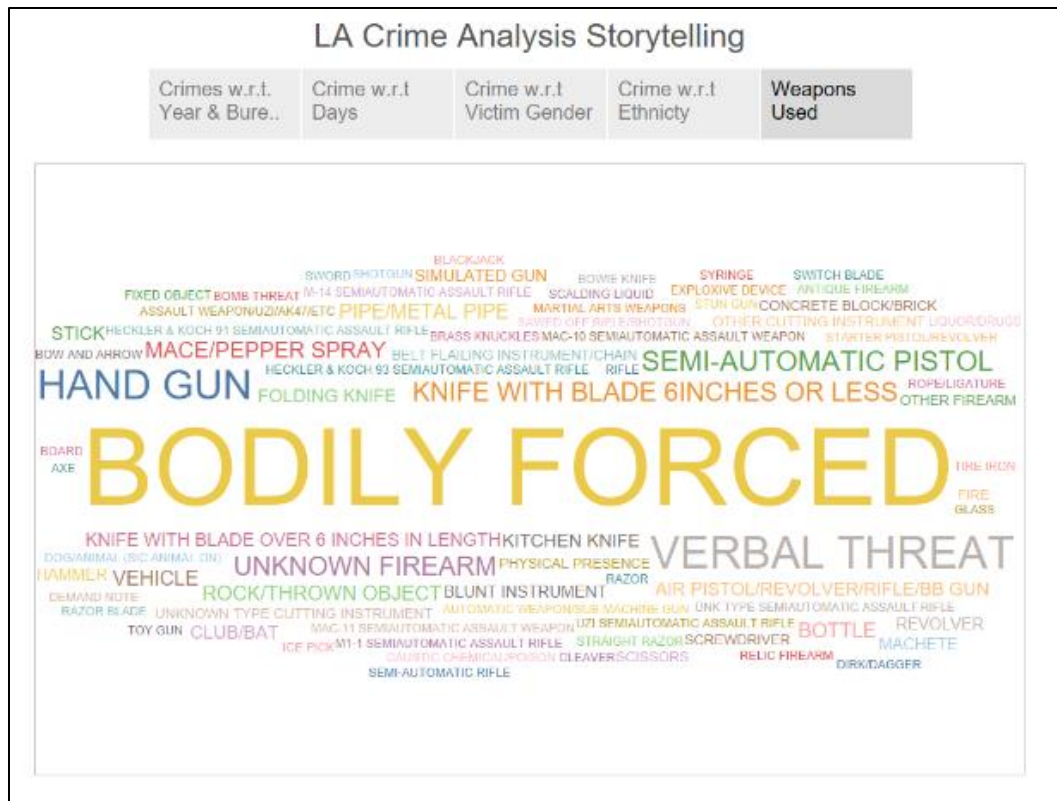 LA Crime Analysis Storytelling
Crimes w.r.t. Year & Bure..
Crime w.r.t Days
Crime w.r.t Victim Gender
Crime w.r.t Ethnicty
Weapons Used
BLACKJACK
SWORD SHOTGUN SIMULATED GUN BOWIE KNIFE SYRINGE SWITCH BLADE
FIXED OBJECT BOMB THREAT M-14 SEMIAUTOMATIC ASSAULT RIFLE SCALDING LIQUID EXPLOXIVE DEVICE ANTIQUE FIREARM
ASSAULT WEAPON/UZI/AK47/ETC PIPE/METAL PIPE MARTIAL ARTS WEAPONS STUN GUN CONCRETE BLOCK/BRICK
SAWED OFF RIFLE/SHOTGUN OTHER CUTTING INSTRUMENT LIQUOR/DRUGS
STICK HECKLER & KOCH 91 SEMIAUTOMATIC ASSAULT RIFLE BRASS KNUCKLES MAC-10 SEMIAUTOMATIC ASSAULT WEAPON STARTER PISTOL/REVOLVER
BOW AND ARROW MACE/PEPPER SPRAY BELT FLAILING INSTRUMENT/CHAIN SEMI-AUTOMATIC PISTOL
HECKLER & KOCH 93 SEMIAUTOMATIC ASSAULT RIFLE RIFLE
HAND GUN FOLDING KNIFE KNIFE WITH BLADE 6INCHES OR LESS ROPE/LIGATURE
OTHER FIREARM
BOARD
AXE
BODILY FORCED
TIRE IRON
FIRE
GLASS
KNIFE WITH BLADE OVER 6 INCHES IN LENGTH KITCHEN KNIFE VERBAL THREAT
DOG/ANIMAL (SIC ANIMAL ON) UNKNOWN FIREARM PHYSICAL PRESENCE
HAMMER VEHICLE RAZOR
ROCK/THROWN OBJECT BLUNT INSTRUMENT AIR PISTOL/REVOLVER/RIFLE/BB GUN
DEMAND NOTE
RAZOR BLADE UNKNOWN TYPE CUTTING INSTRUMENT AUTOMATIC WEAPON/SUB MACHINE GUN UNK TYPE SEMIAUTOMATIC ASSAULT RIFLE
TOY GUN CLUB/BAT MAC-11 SEMIAUTOMATIC ASSAULT WEAPON UZI SEMIAUTOMATIC ASSAULT RIFLE BOTTLE REVOLVER
ICE PICK M1-1 SEMIAUTOMATIC ASSAULT RIFLE STRAIGHT RAZOR SCREWDRIVER MACHETE
CAUSTIC CHEMICAL/POISON CLEAVER SCISSORS RELIC FIREARM DIRK/DAGGER
SEMI-AUTOMATIC RIFLE